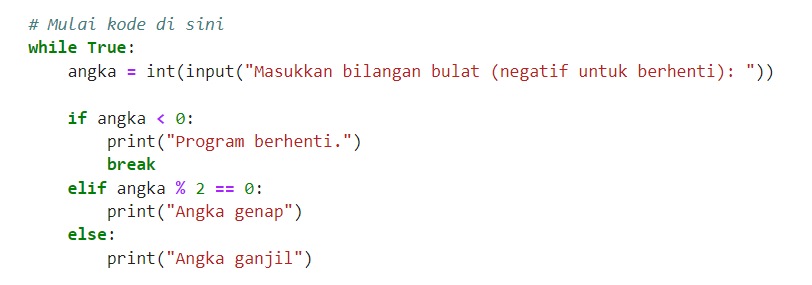 # Mulai kode di sini
while True:
    angka = int(input("Masukkan bilangan bulat (negatif untuk berhenti): "))
    if angka < 0:
        print("Program berhenti.")
        break
    elif angka % 2 == 0:
        print("Angka genap")
    else:
        print("Angka ganjil")